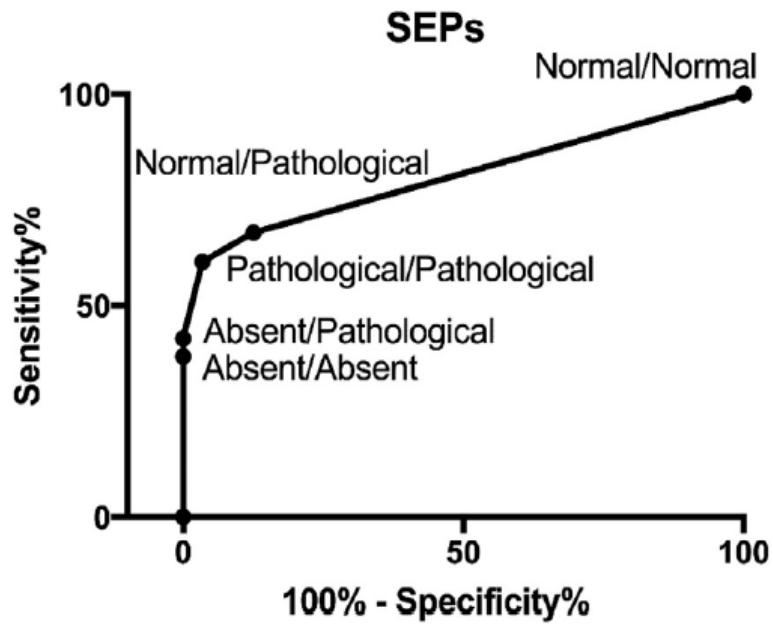 SEPs
Normal/Normal
100
Normal/Pathological
Pathological/Pathological
50
Absent/Pathological
Absent/Absent
0
0 50 100
Sensitivity%
100% - Specificity%